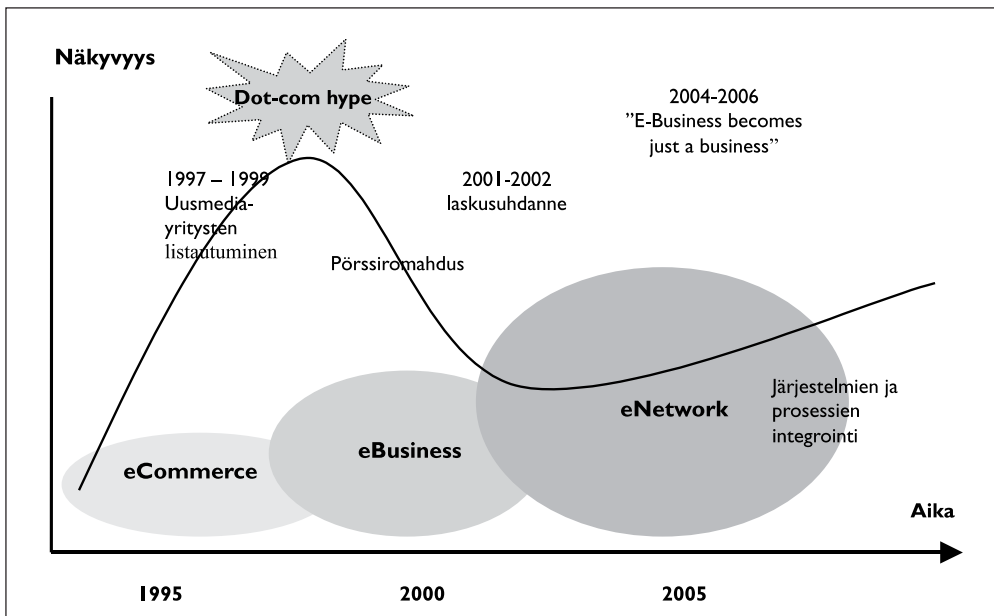 Näkyvyys
Dot-com hype
2004-2006
”E-Business becomes
just a business”
1997 – 1999
Uusmedia-
yritysten
listautuminen
2001-2002
laskusuhdanne
Pörssiromahdus
eCommerce
eBusiness
eNetwork
Järjestelmien ja
prosessien
integrointi
Aika
1995
2000
2005